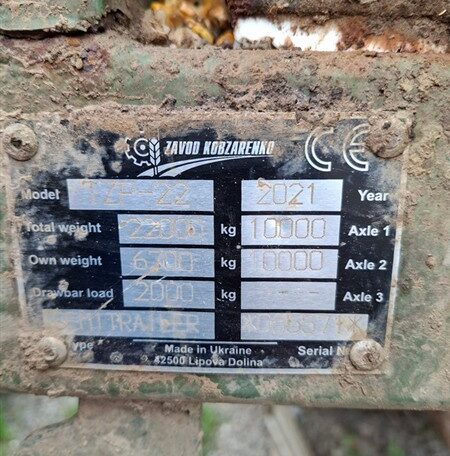 ZAVOD KOBZARENKO CE
Model 2021 Year
Total weight 22000 kg 10000 Axle 1
Own weight 6700 kg 10000 Axle 2
Drawbar load 2000 kg -- Axle 3
Type Made in Ukraine Serial
42500 Lipova Dolina